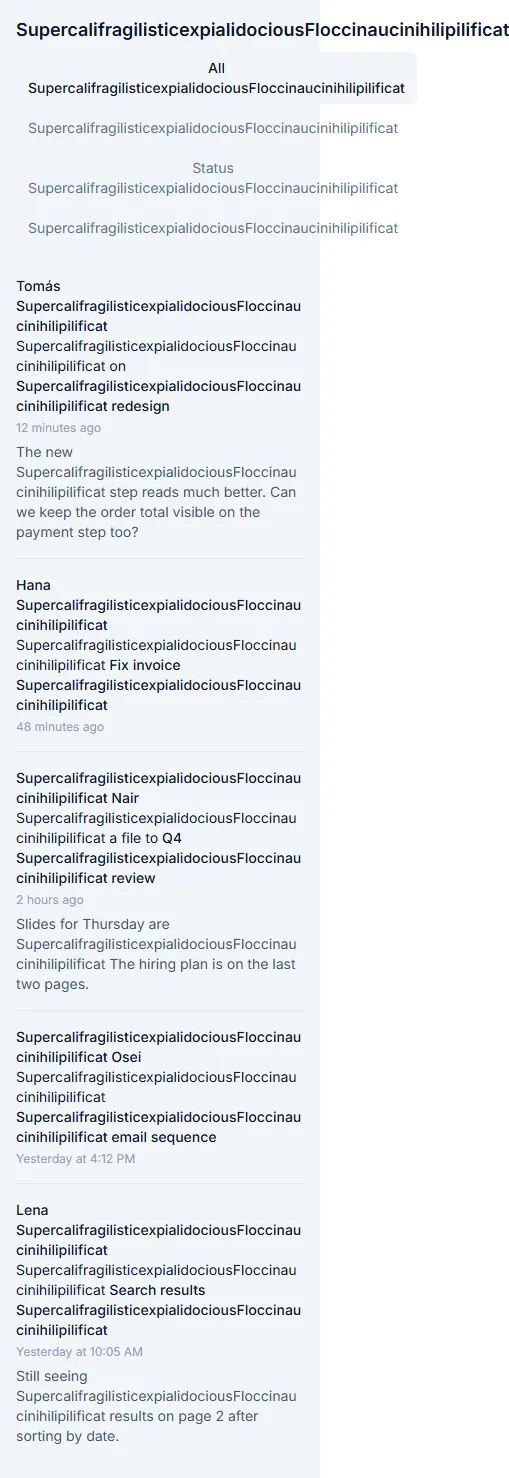 SupercalifragilisticexpialidociousFloccinaucinihilipilificat
All
SupercalifragilisticexpialidociousFloccinaucinihilipilificat
SupercalifragilisticexpialidociousFloccinaucinihilipilificat
Status
SupercalifragilisticexpialidociousFloccinaucinihilipilificat
SupercalifragilisticexpialidociousFloccinaucinihilipilificat
Tomás
SupercalifragilisticexpialidociousFloccinau
cinihilipilificat
SupercalifragilisticexpialidociousFloccinau
cinihilipilificat on
SupercalifragilisticexpialidociousFloccinau
cinihilipilificat redesign
12 minutes ago
The new
SupercalifragilisticexpialidociousFloccinau
cinihilipilificat step reads much better. Can
we keep the order total visible on the
payment step too?
Hana
SupercalifragilisticexpialidociousFloccinau
cinihilipilificat
SupercalifragilisticexpialidociousFloccinau
cinihilipilificat Fix invoice
SupercalifragilisticexpialidociousFloccinau
cinihilipilificat
48 minutes ago
SupercalifragilisticexpialidociousFloccinau
cinihilipilificat Nair
SupercalifragilisticexpialidociousFloccinau
cinihilipilificat a file to Q4
SupercalifragilisticexpialidociousFloccinau
cinihilipilificat review
2 hours ago
Slides for Thursday are
SupercalifragilisticexpialidociousFloccinau
cinihilipilificat The hiring plan is on the last
two pages.
SupercalifragilisticexpialidociousFloccinau
cinihilipilificat Osei
SupercalifragilisticexpialidociousFloccinau
cinihilipilificat
SupercalifragilisticexpialidociousFloccinau
cinihilipilificat email sequence
Yesterday at 4:12 PM
Lena
SupercalifragilisticexpialidociousFloccinau
cinihilipilificat
SupercalifragilisticexpialidociousFloccinau
cinihilipilificat Search results
SupercalifragilisticexpialidociousFloccinau
cinihilipilificat
Yesterday at 10:05 AM
Still seeing
SupercalifragilisticexpialidociousFloccinau
cinihilipilificat results on page 2 after
sorting by date.